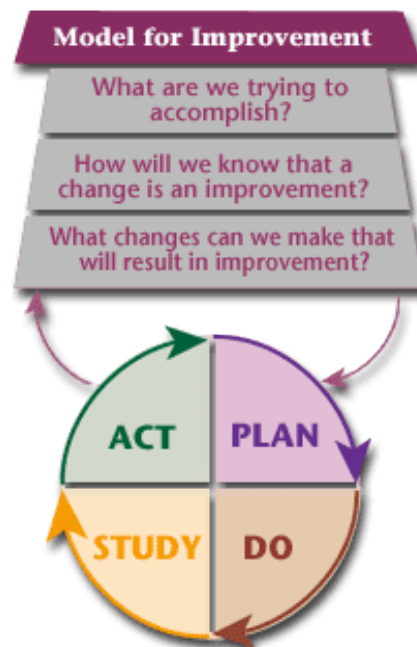 Model for Improvement
What are we trying to
accomplish?
How will we know that a
change is an improvement?
What changes can we make that
will result in improvement?
ACT
PLAN
STUDY
DO